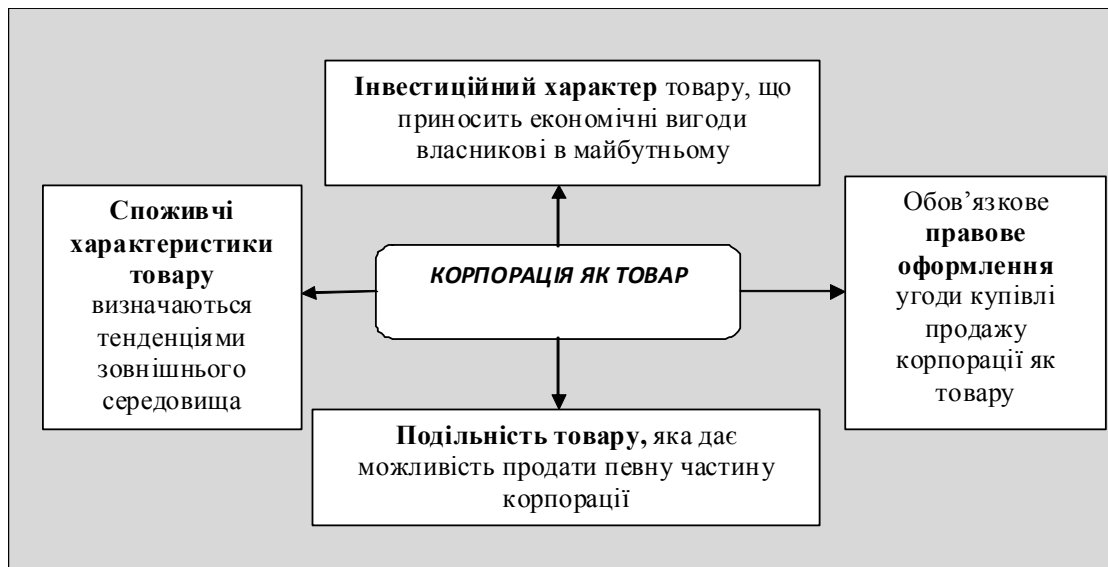 Інвестиційний характер товару, що
приносить економічні вигоди
власникові в майбутньому
Споживчі
характеристики
товару
визначаються
тенденціями
зовнішнього
середовища
КОРПОРАЦІЯ ЯК ТОВАР
Обов’язкове
правове
оформлення
угоди купівлі
продажу
корпорації як
товару
Подільність товару, яка дає
можливість продати певну частину
корпорації